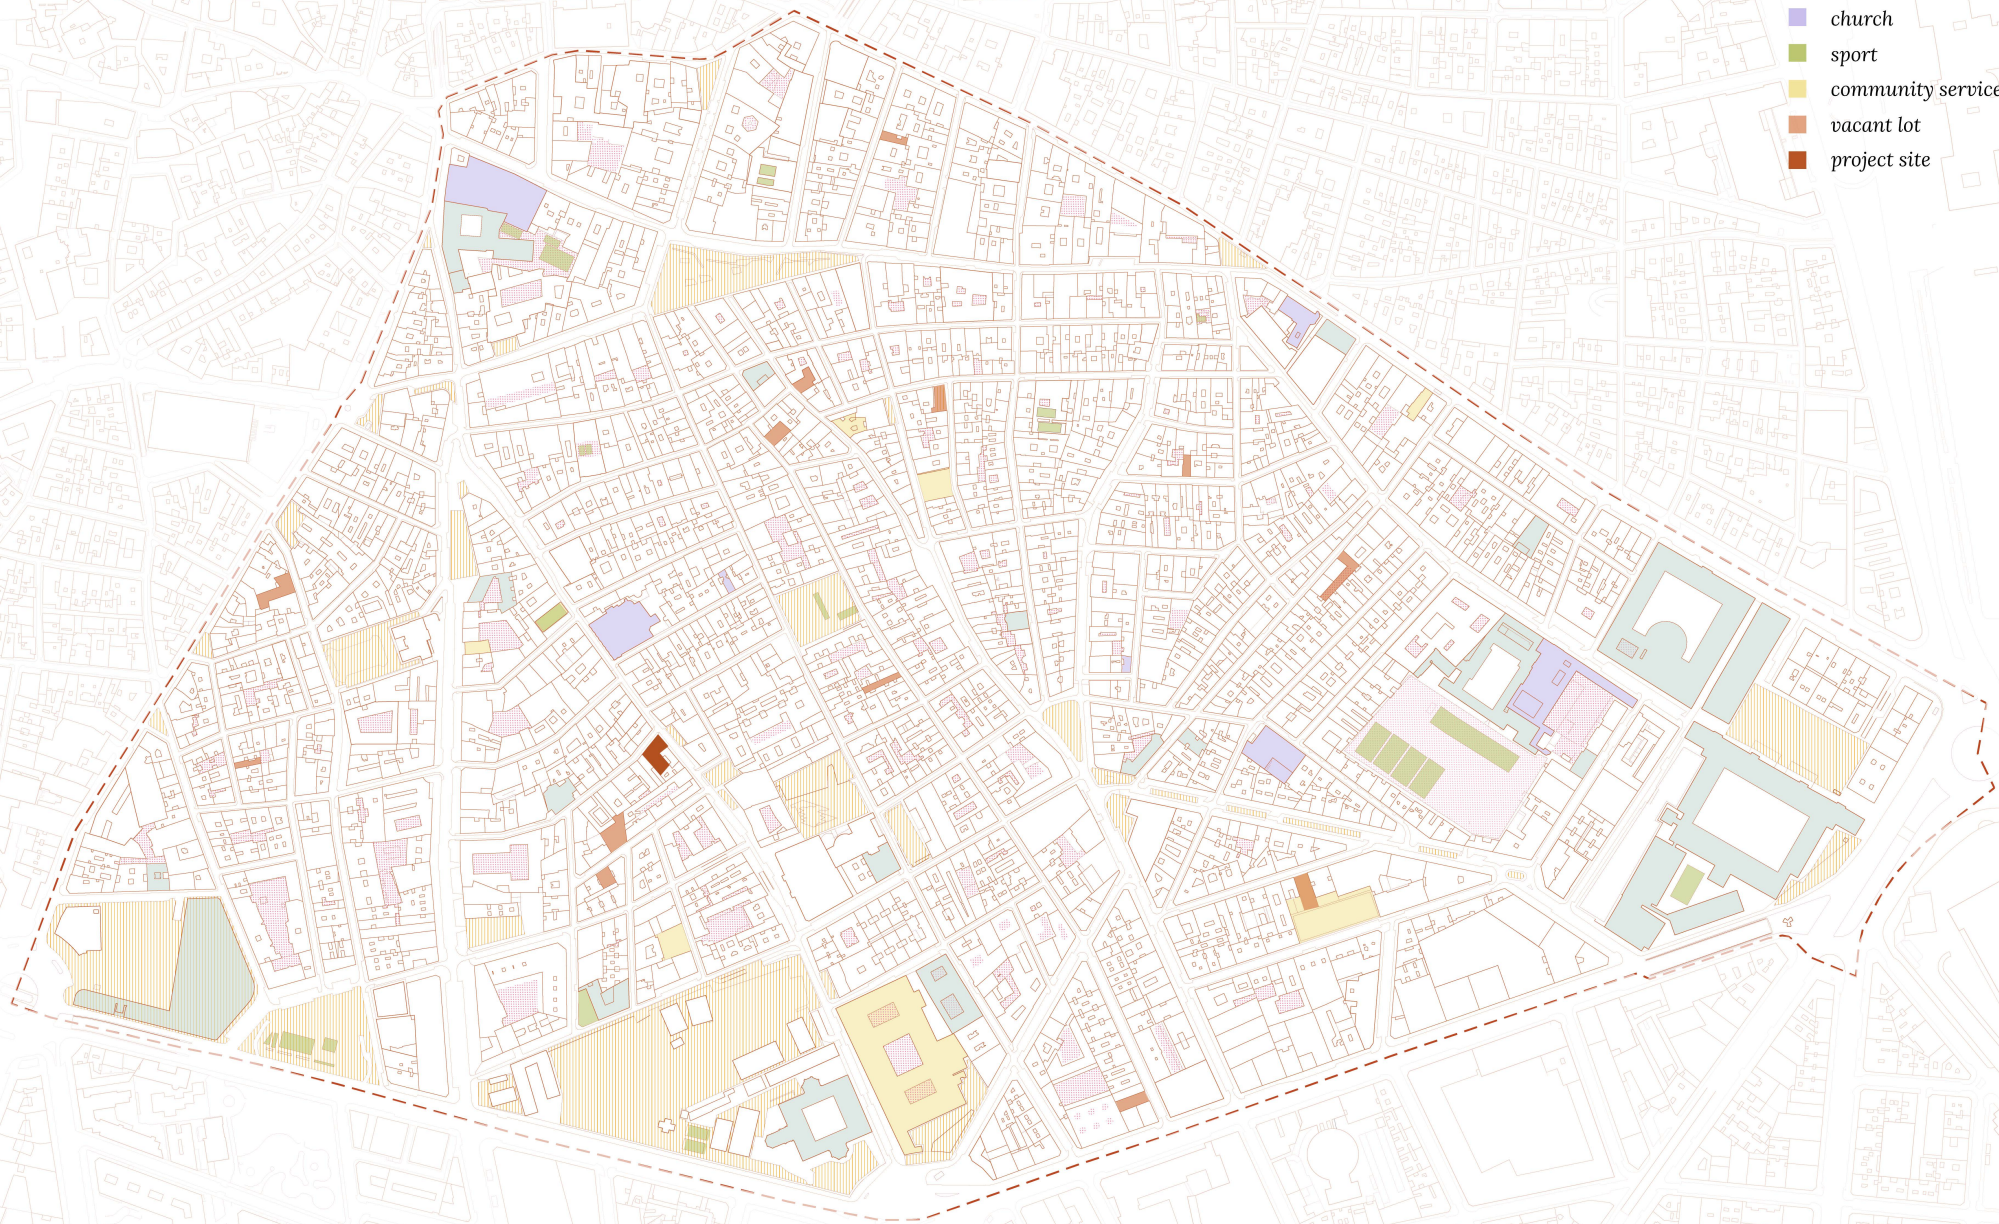 church
sport
community service
vacant lot
project site